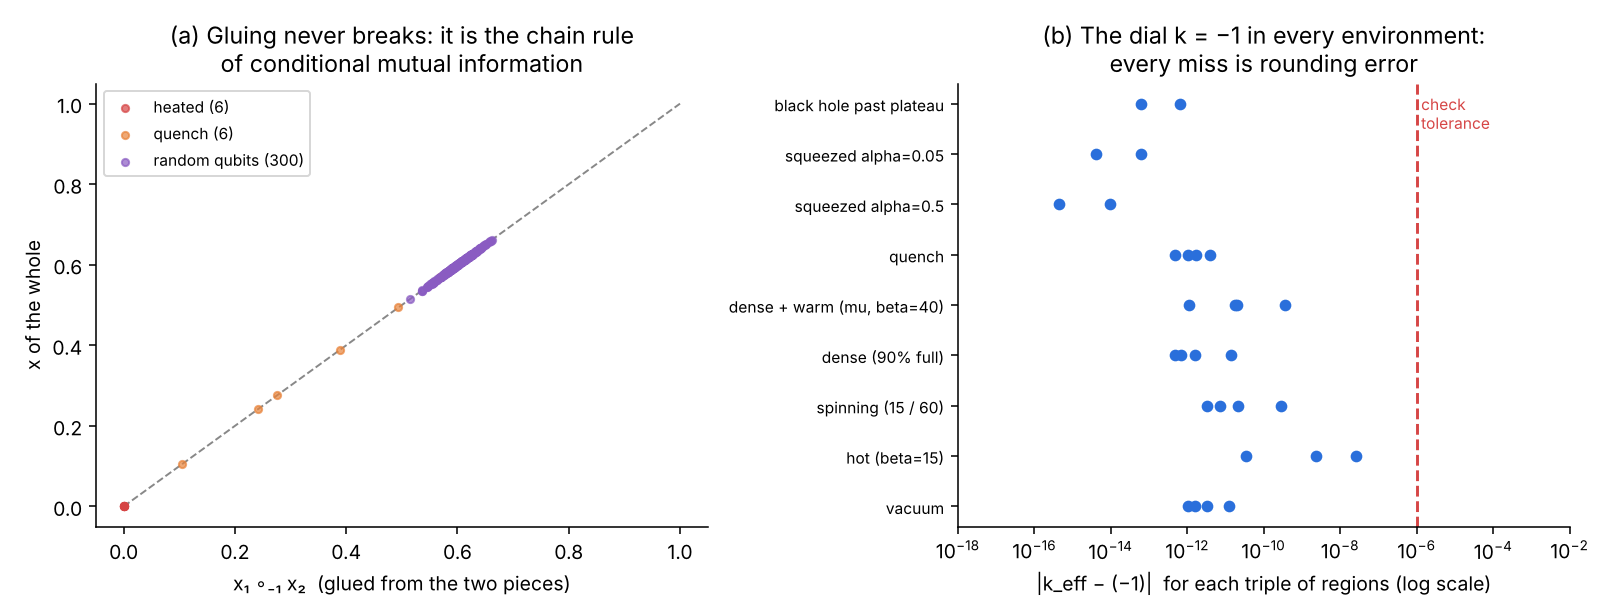 (a) Gluing never breaks: it is the chain rule
of conditional mutual information
heated (6)
quench (6)
random qubits (300)
1.0
0.8
0.6
0.4
0.2
0.0
x of the whole
0.0 0.2 0.4 0.6 0.8 1.0
x₁ ∘₋₁ x₂ (glued from the two pieces)
(b) The dial k = −1 in every environment:
every miss is rounding error
check
tolerance
black hole past plateau
squeezed alpha=0.05
squeezed alpha=0.5
quench
dense + warm (mu, beta=40)
dense (90% full)
spinning (15 / 60)
hot (beta=15)
vacuum
10⁻¹⁸ 10⁻¹⁶ 10⁻¹⁴ 10⁻¹² 10⁻¹⁰ 10⁻⁸ 10⁻⁶ 10⁻⁴ 10⁻²
|k_eff − (−1)| for each triple of regions (log scale)